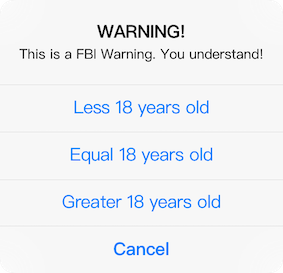 WARNING!
This is a FBI Warning. You understand!
Less 18 years old
Equal 18 years old
Greater 18 years old
Cancel